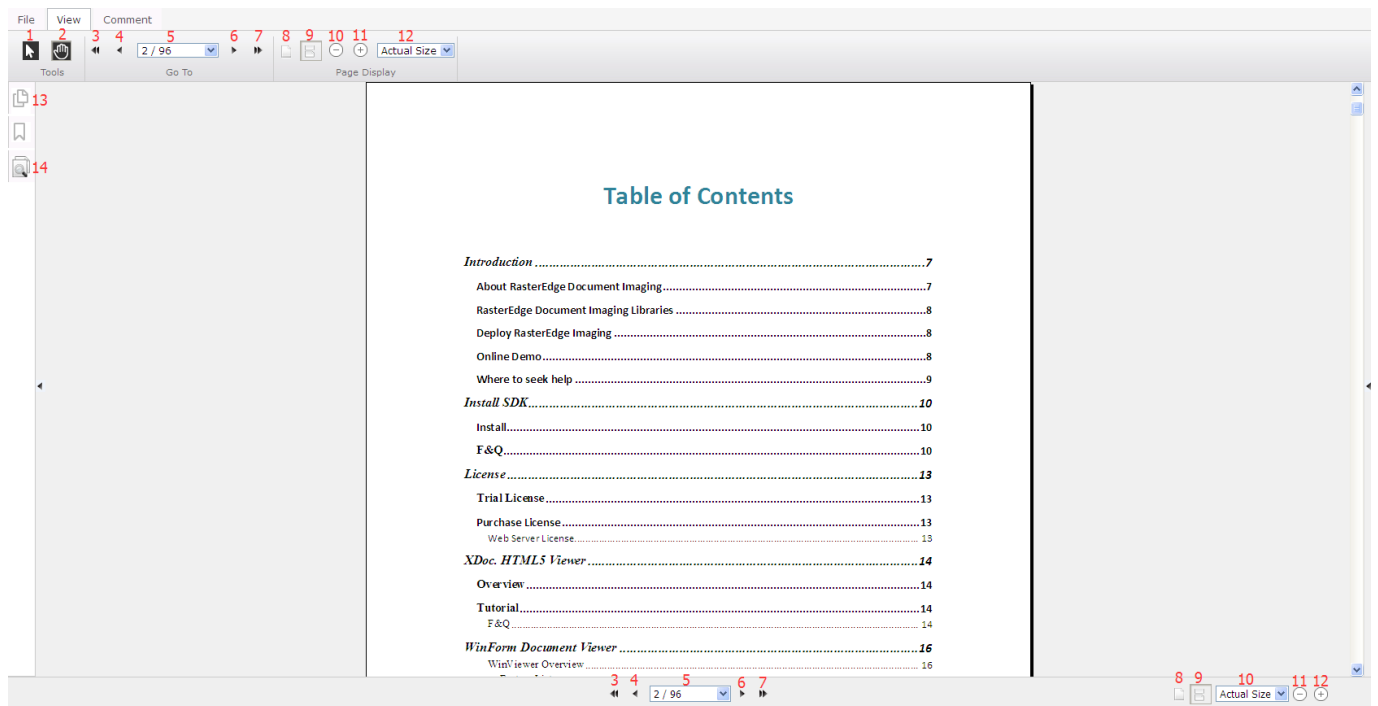 File View Comment
1 2 3 4 5 6 7 8 9 10 11 12
2 / 96 Actual Size
Tools Go To Page Display
13
14
Table of Contents
Introduction ........ 7
About RasterEdge Document Imaging ........ 7
RasterEdge Document Imaging Libraries ........ 8
Deploy RasterEdge Imaging ........ 8
Online Demo ........ 8
Where to seek help ........ 9
Install SDK ........ 10
Install ........ 10
F&Q ........ 10
License ........ 13
Trial License ........ 13
Purchase License ........ 13
Web Server License ........ 13
XDoc. HTML5 Viewer ........ 14
Overview ........ 14
Tutorial ........ 14
F&Q ........ 14
WinForm Document Viewer ........ 16
WinViewer Overview ........ 16
3 4 5 6 7 8 9 10 11 12
2 / 96 Actual Size